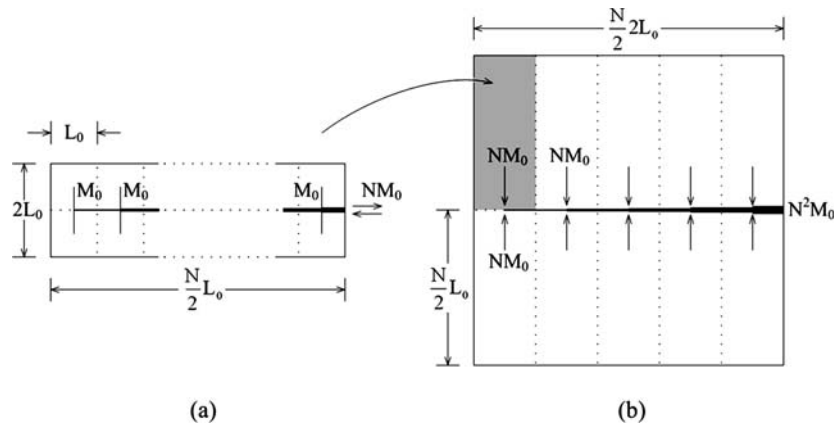 L₀
M₀ M₀ M₀ NM₀
2L₀
N/2 L₀
(a)
N/2 2L₀
NM₀ NM₀
N²M₀
NM₀
N/2 L₀
(b)